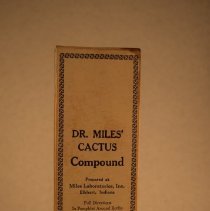 DR. MILES'
CACTUS
Compound
Prepared at
Miles Laboratories, Inc.
Elkhart, Indiana
Full Directions
In Pamphlet Around Bottle